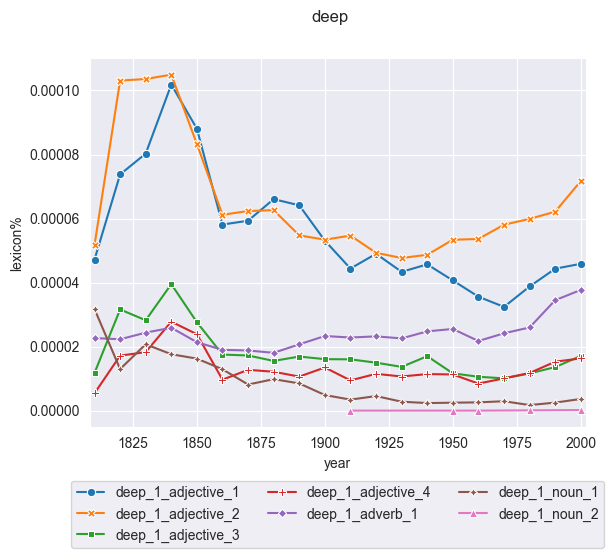 deep
0.00010
0.00008
0.00006
0.00004
0.00002
0.00000
lexicon%
1825 1850 1875 1900 1925 1950 1975 2000
year
deep_1_adjective_1 deep_1_adjective_4 deep_1_noun_1
deep_1_adjective_2 deep_1_adverb_1 deep_1_noun_2
deep_1_adjective_3